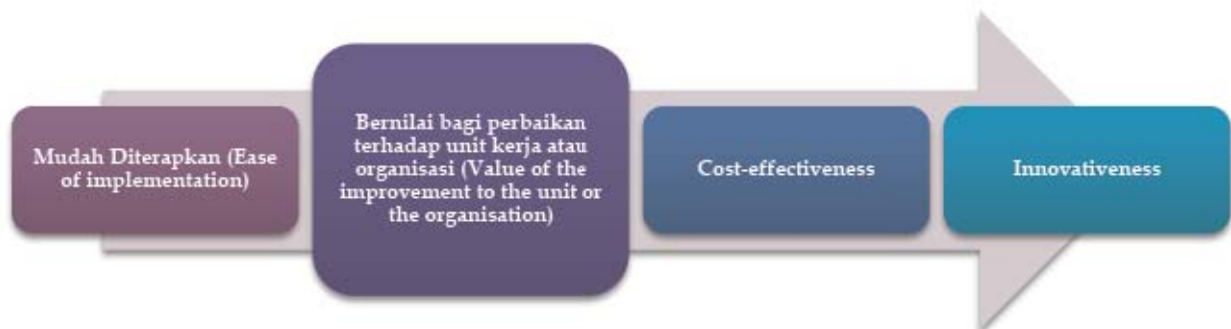 Mudah Diterapkan (Ease
of implementation)
Bernilai bagi perbaikan
terhadap unit kerja atau
organisasi (Value of the
improvement to the unit or
the organisation)
Cost-effectiveness
Innovativeness